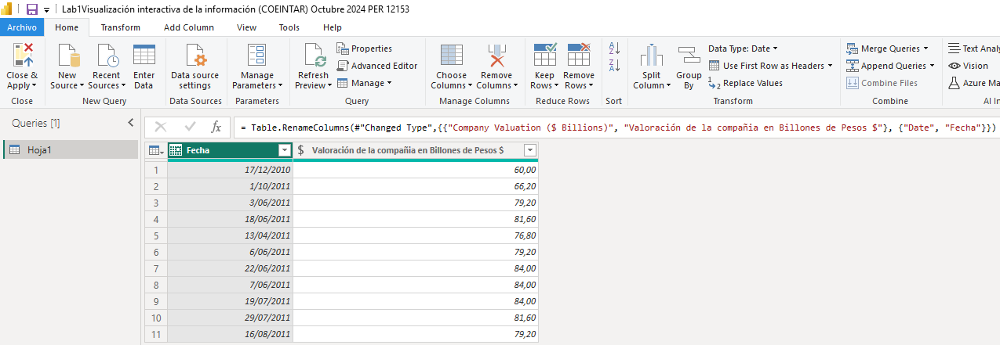 Lab1Visualización interactiva de la información (COEINTAR) Octubre 2024 PER 12153
Archivo Home Transform Add Column View Tools Help
Close & Apply
New Source
Recent Sources
Enter Data
Data source settings
Manage Parameters
Refresh Preview
Properties
Advanced Editor
Manage
Choose Columns
Remove Columns
Keep Rows
Remove Rows
Split Column
Group By
Data Type: Date
Use First Row as Headers
Replace Values
Merge Queries
Append Queries
Combine Files
Text Analy
Vision
Azure Ma
Close New Query Data Sources Parameters Query Manage Columns Reduce Rows Sort Transform Combine AI In
Queries [1]
Hoja1
fx = Table.RenameColumns(#"Changed Type",{{"Company Valuation ($ Billions)", "Valoración de la compañia en Billones de Pesos $"}, {"Date", "Fecha"}})
Fecha $ Valoración de la compañia en Billones de Pesos $
1 17/12/2010 60,00
2 1/10/2011 66,20
3 3/06/2011 79,20
4 18/06/2011 81,60
5 13/04/2011 76,80
6 6/06/2011 79,20
7 22/06/2011 84,00
8 7/06/2011 84,00
9 19/07/2011 84,00
10 29/07/2011 81,60
11 16/08/2011 79,20